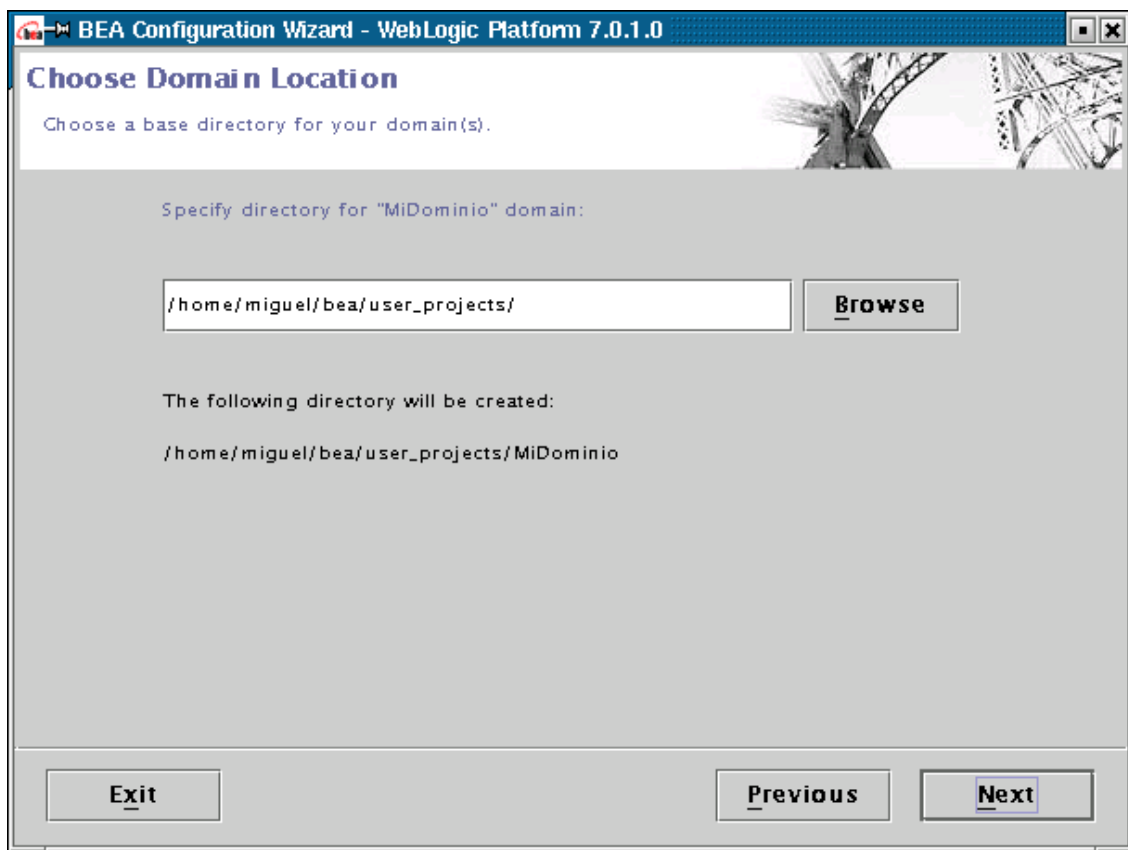 BEA Configuration Wizard - WebLogic Platform 7.0.1.0
Choose Domain Location
Choose a base directory for your domain(s).
Specify directory for "MiDominio" domain:
/home/miguel/bea/user_projects/
Browse
The following directory will be created:
/home/miguel/bea/user_projects/MiDominio
Exit
Previous
Next